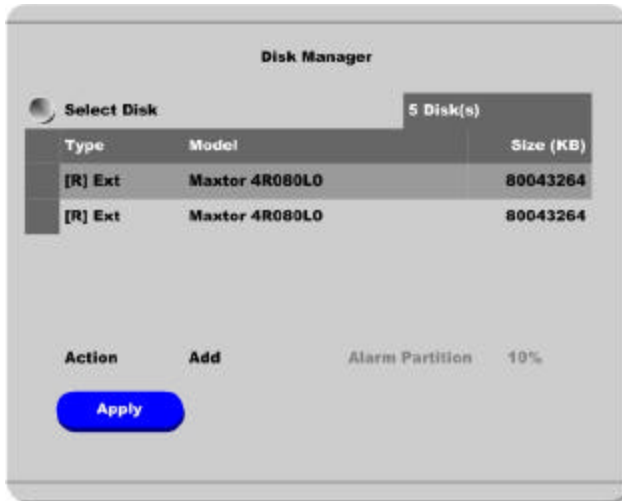 Disk Manager
Select Disk 5 Disk(s)
Type Model Size (KB)
[R] Ext Maxtor 4R080L0 80043264
[R] Ext Maxtor 4R080L0 80043264
Action Add Alarm Partition 10%
Apply